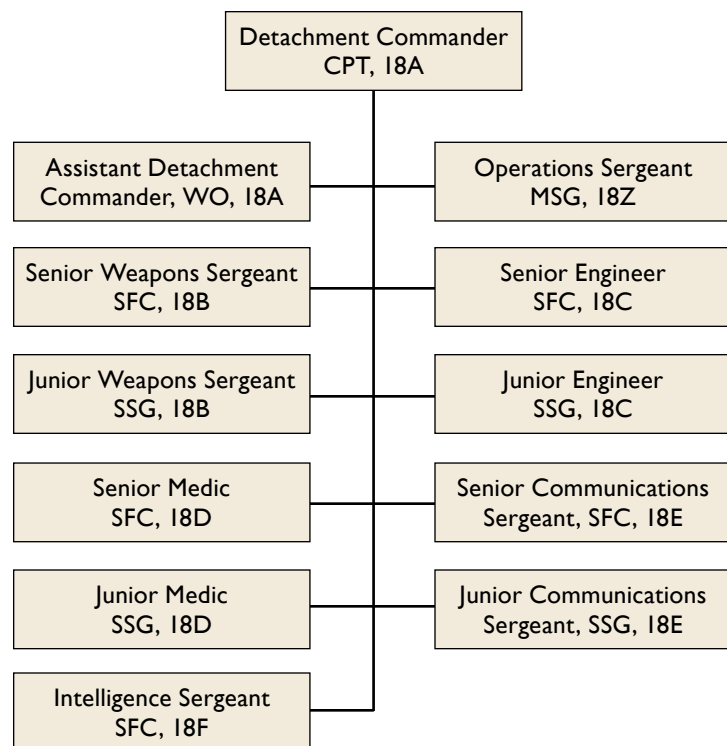 Detachment Commander
CPT, 18A
Assistant Detachment
Commander, WO, 18A
Operations Sergeant
MSG, 18Z
Senior Weapons Sergeant
SFC, 18B
Senior Engineer
SFC, 18C
Junior Weapons Sergeant
SSG, 18B
Junior Engineer
SSG, 18C
Senior Medic
SFC, 18D
Senior Communications
Sergeant, SFC, 18E
Junior Medic
SSG, 18D
Junior Communications
Sergeant, SSG, 18E
Intelligence Sergeant
SFC, 18F